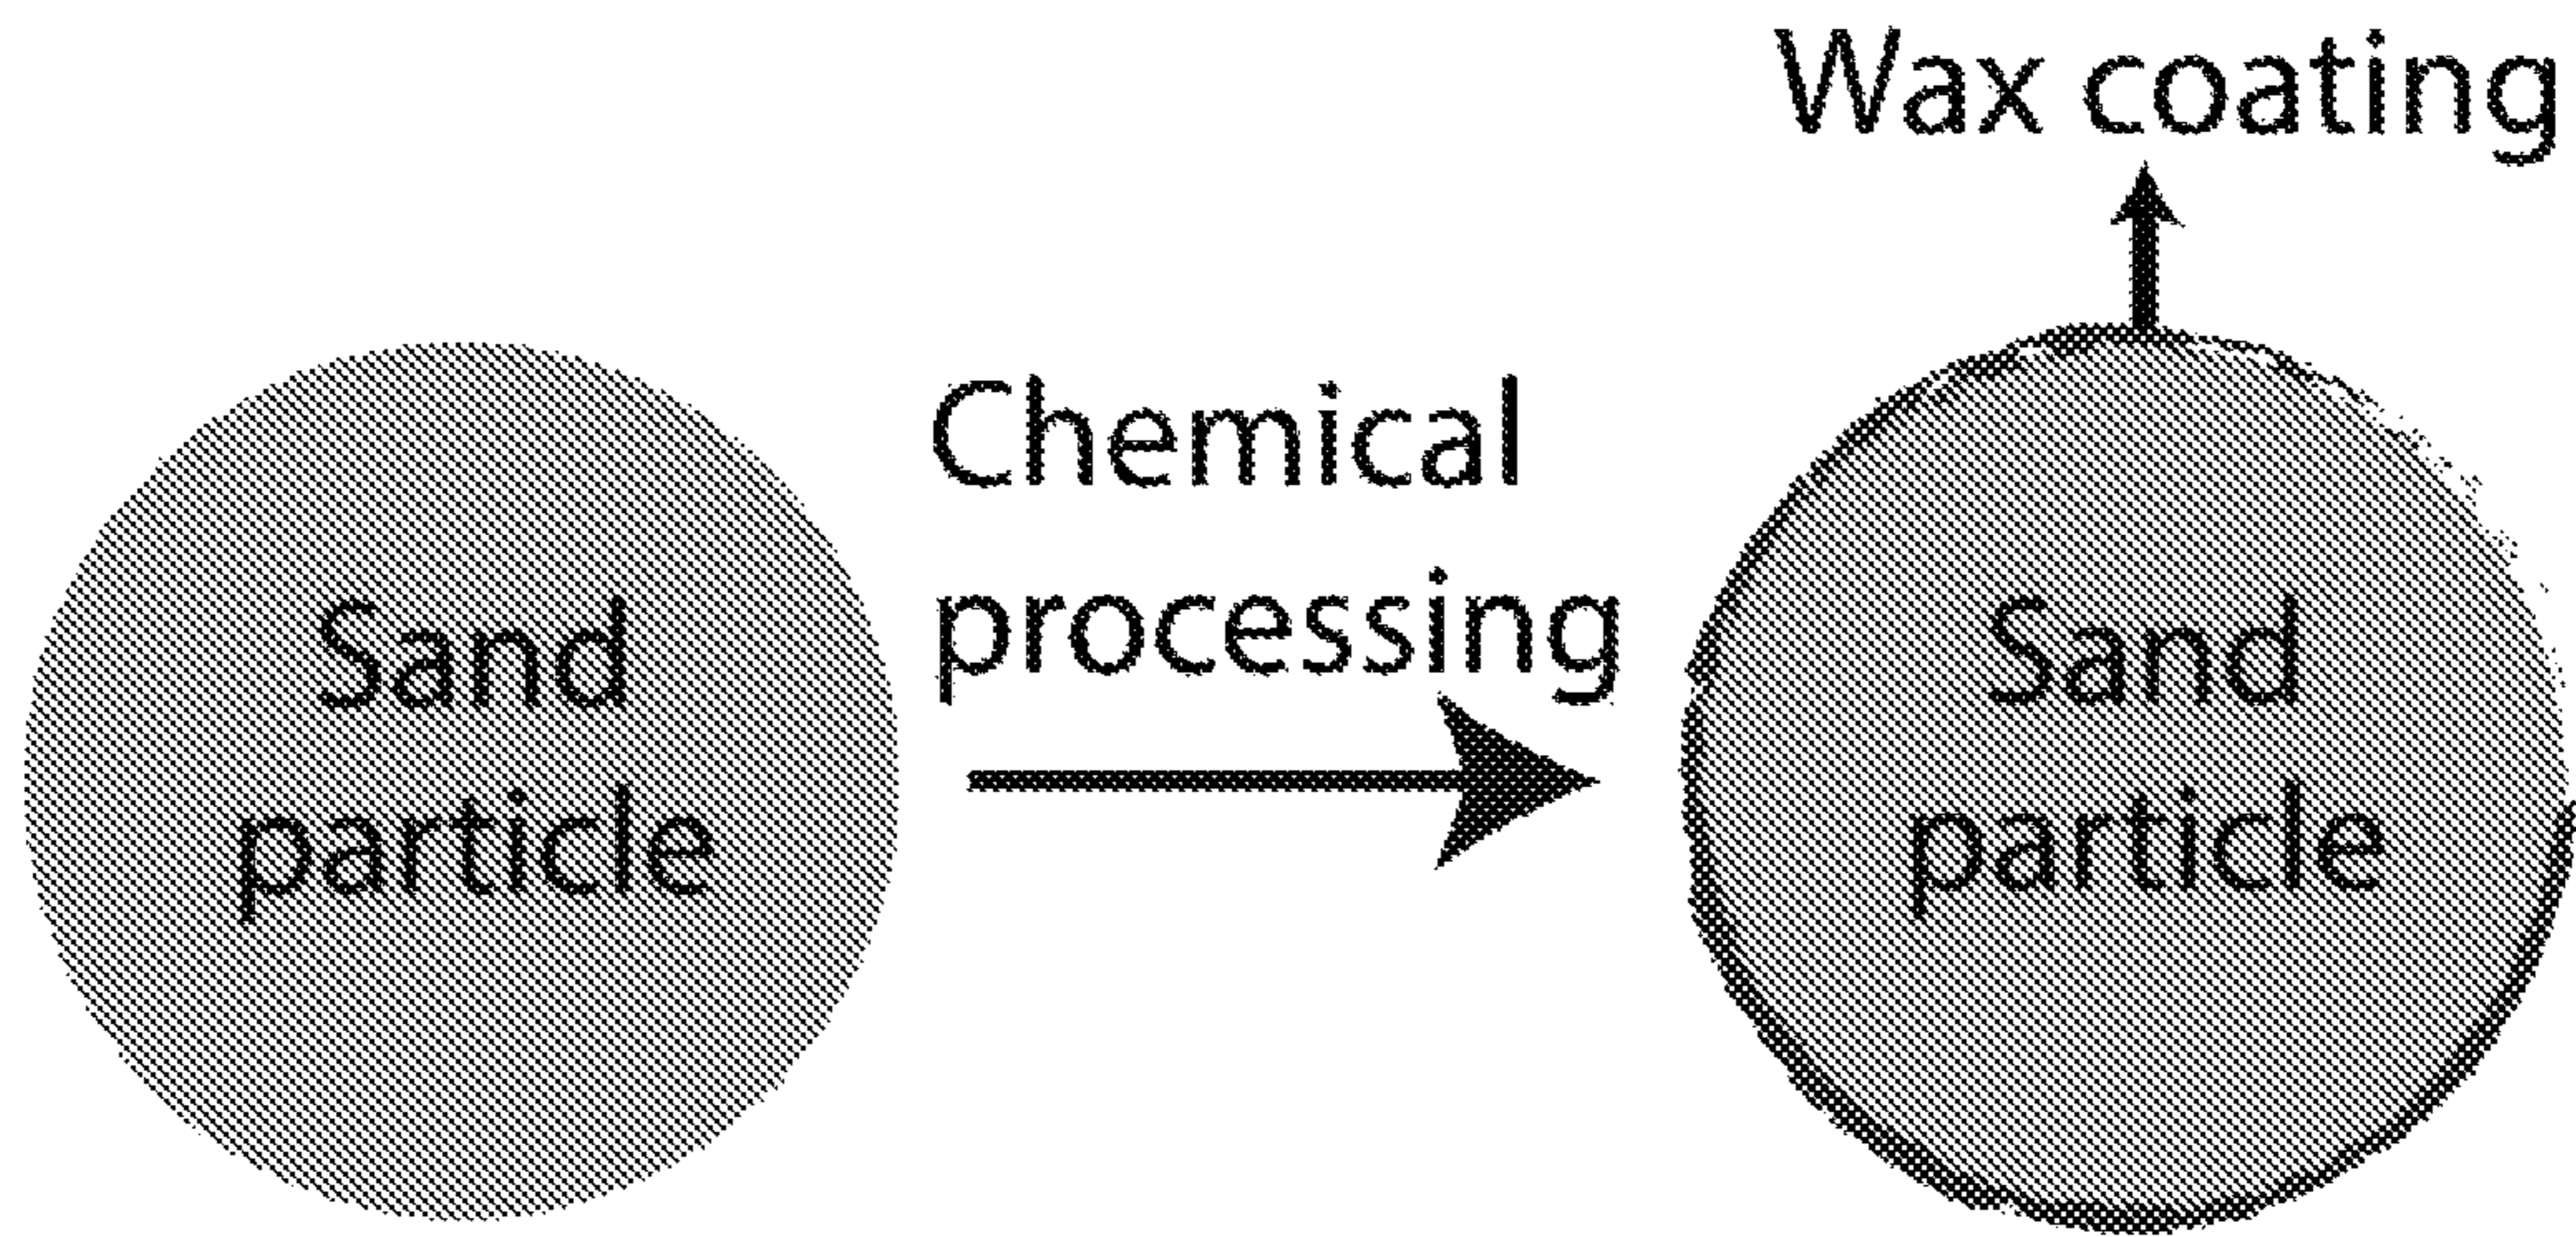 Wax coating
Chemical
processing
Sand
particle
Sand
particle